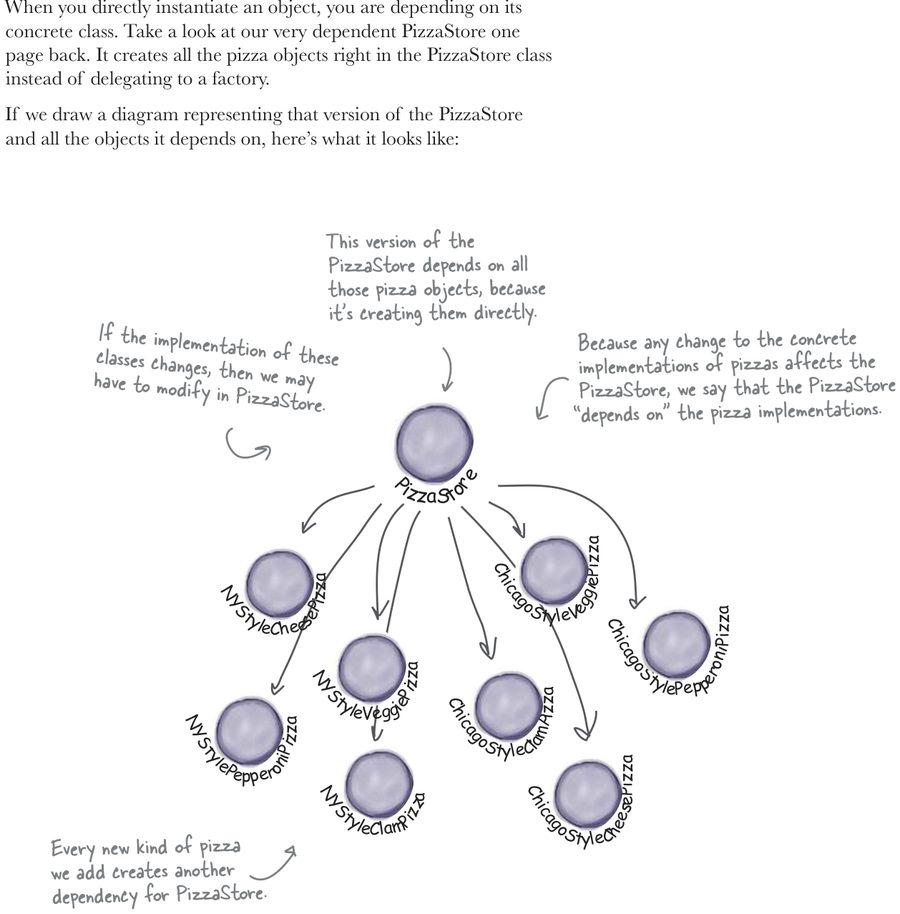 When you directly instantiate an object, you are depending on its
concrete class. Take a look at our very dependent PizzaStore one
page back. It creates all the pizza objects right in the PizzaStore class
instead of delegating to a factory.
If we draw a diagram representing that version of the PizzaStore
and all the objects it depends on, here's what it looks like:
This version of the
PizzaStore depends on all
those pizza objects, because
it's creating them directly.
If the implementation of these
classes changes, then we may
have to modify in PizzaStore.
Because any change to the concrete
implementations of pizzas affects the
PizzaStore, we say that the PizzaStore
“depends on” the pizza implementations.
PizzaStore
NYStyleCheesePizza
ChicagoStyleVeggiePizza
NYStyleVeggiePizza
ChicagoStylePepperoniPizza
NYStylePepperoniPizza
ChicagoStyleClamPizza
NYStyleClamPizza
ChicagoStyleCheesePizza
Every new kind of pizza
we add creates another
dependency for PizzaStore.